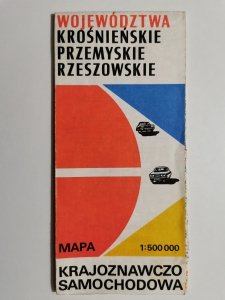 WOJEWÓDZTWA
KROŚNIEŃSKIE
PRZEMYSKIE
RZESZOWSKIE
MAPA 1:500 000
KRAJOZNAWCZO
SAMOCHODOWA